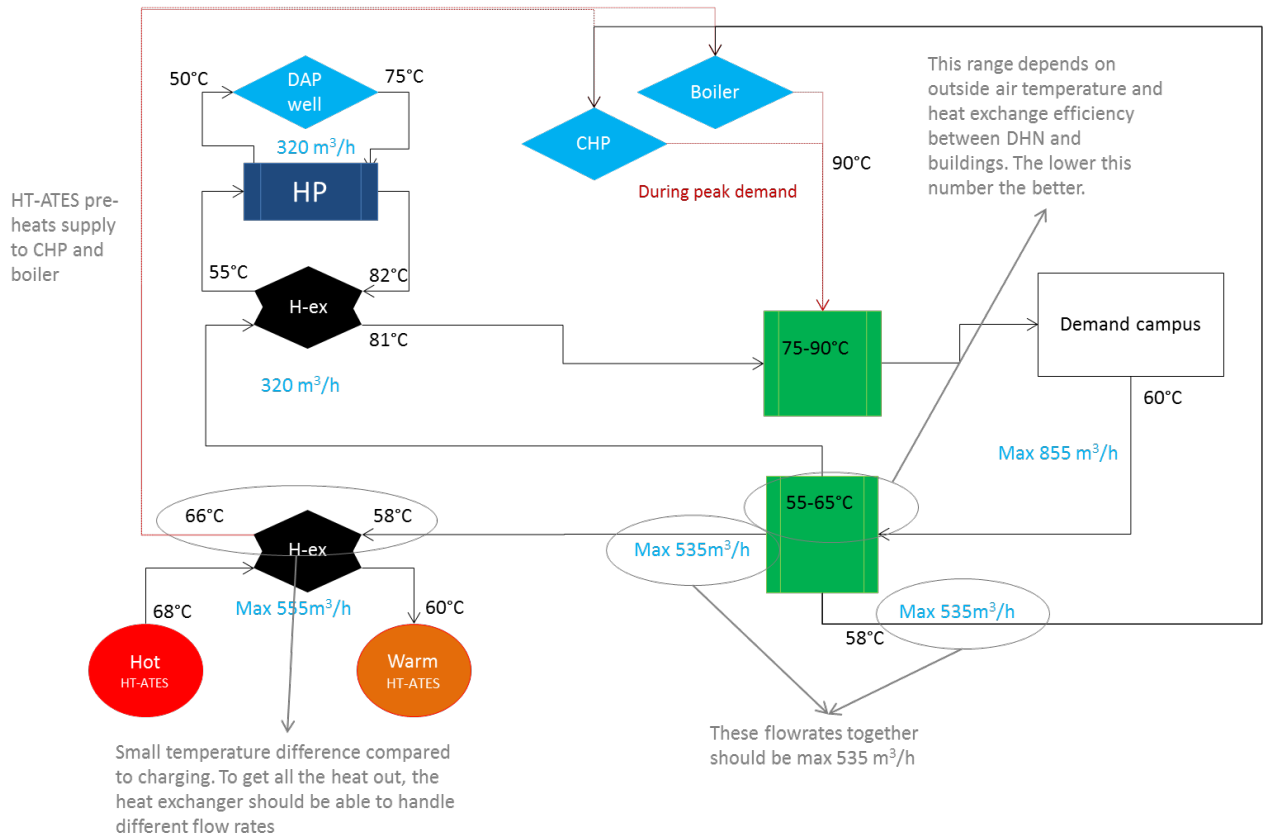 50°C
DAP
well
75°C
320 m³/h
HP
HT-ATES pre-
heats supply
to CHP and
boiler
55°C
82°C
H-ex
81°C
320 m³/h
Boiler
CHP
90°C
During peak demand
This range depends on
outside air temperature and
heat exchange efficiency
between DHN and
buildings. The lower this
number the better.
75-90°C
Demand campus
60°C
Max 855 m³/h
55-65°C
66°C
58°C
H-ex
Max 535m³/h
Max 555m³/h
68°C
60°C
Max 535m³/h
58°C
Hot
HT-ATES
Warm
HT-ATES
Small temperature difference compared
to charging. To get all the heat out, the
heat exchanger should be able to handle
different flow rates
These flowrates together
should be max 535 m³/h